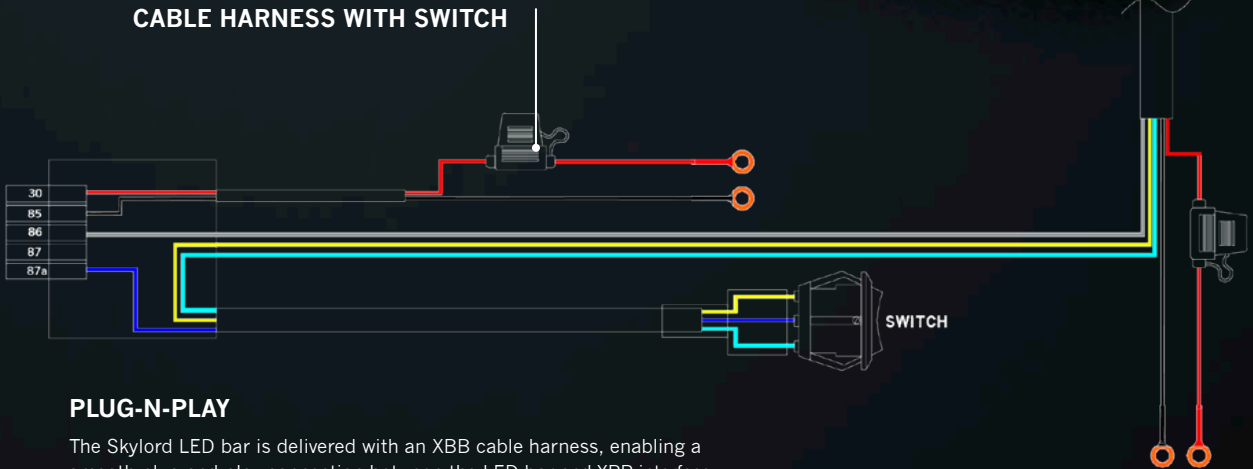 CABLE HARNESS WITH SWITCH
30
85
86
87
87a
SWITCH
PLUG-N-PLAY
The Skylord LED bar is delivered with an XBB cable harness, enabling a